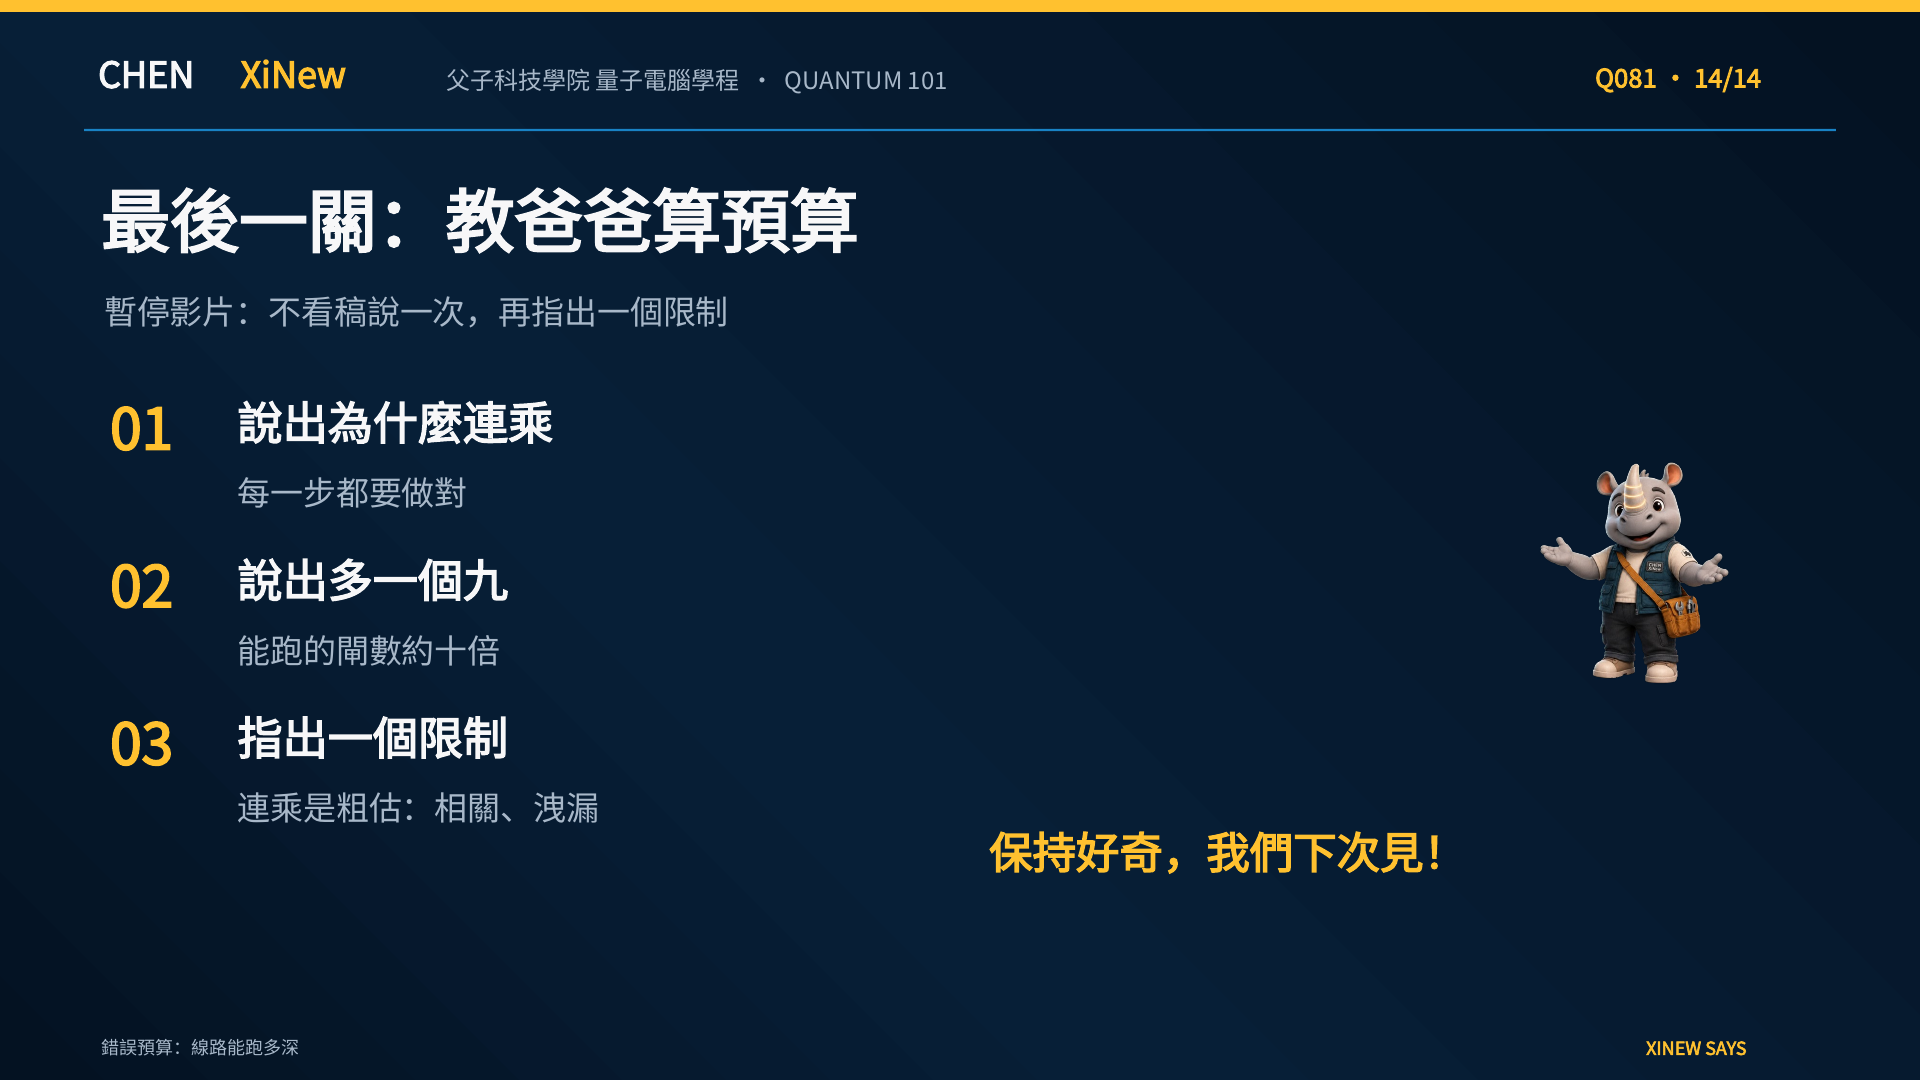 CHEN XiNew 父子科技學院 量子電腦學程 · QUANTUM 101 Q081 · 14/14
最後一關：教爸爸算預算
暫停影片：不看稿說一次，再指出一個限制
01 說出為什麼連乘
每一步都要做對
02 說出多一個九
能跑的閘數約十倍
03 指出一個限制
連乘是粗估：相關、洩漏
保持好奇，我們下次見！
錯誤預算：線路能跑多深 XINEW SAYS